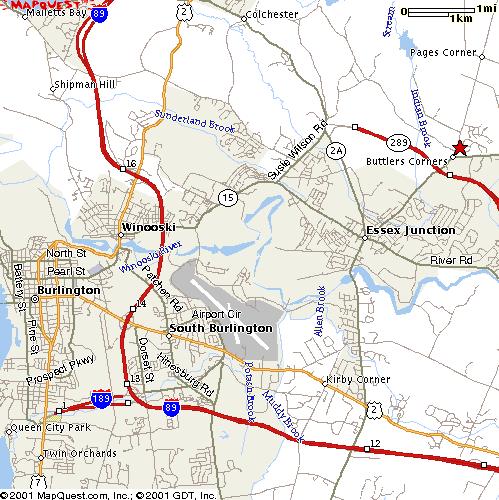 MAPQUEST
Malletts Bay
89
2
Colchester
0 1mi
1km
Pages Corner
Shipman Hill
Sunderland Brook
Susie Wilson Rd
Indian Brook
289
2A
Buttlers Corners
16
15
Winooski
Essex Junction
North St
Winooski River
River Rd
Pearl St
Battery St
Burlington
Patchen Rd
Airport Cir
Allen Brook
14
South Burlington
Pine St
Dorset St
Hinesburg Rd
Prospect Pkwy
Potash Brook
Muddy Brook
Kirby Corner
13
189
1
89
2
Queen City Park
12
Twin Orchards
7
©2001 MapQuest.com, Inc.; ©2001 GDT, Inc.